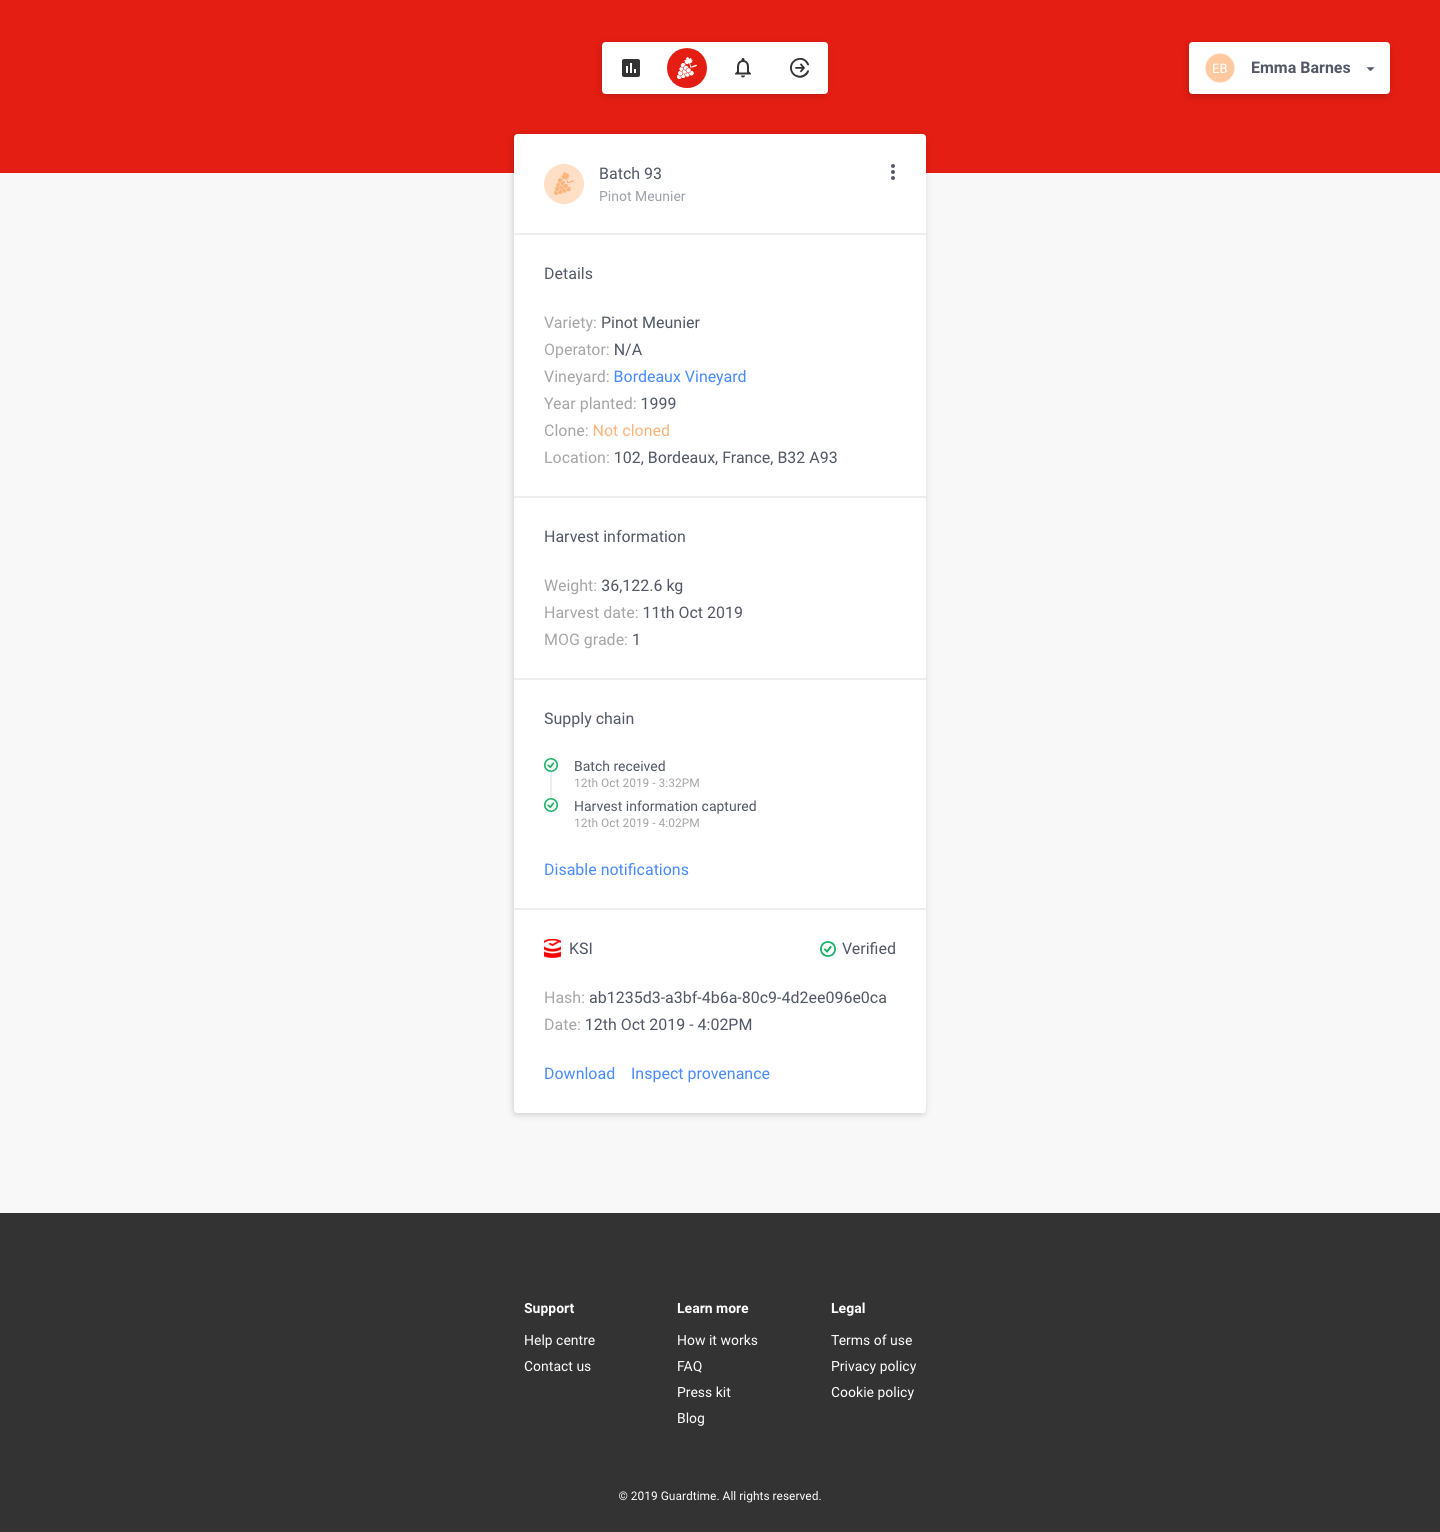 EB
Emma Barnes
Batch 93
Pinot Meunier
Details
Variety: Pinot Meunier
Operator: N/A
Vineyard: Bordeaux Vineyard
Year planted: 1999
Clone: Not cloned
Location: 102, Bordeaux, France, B32 A93
Harvest information
Weight: 36,122.6 kg
Harvest date: 11th Oct 2019
MOG grade: 1
Supply chain
Batch received
12th Oct 2019 - 3:32PM
Harvest information captured
12th Oct 2019 - 4:02PM
Disable notifications
KSI
Verified
Hash: ab1235d3-a3bf-4b6a-80c9-4d2ee096e0ca
Date: 12th Oct 2019 - 4:02PM
Download Inspect provenance
Support
Help centre
Contact us
Learn more
How it works
FAQ
Press kit
Blog
Legal
Terms of use
Privacy policy
Cookie policy
© 2019 Guardtime. All rights reserved.